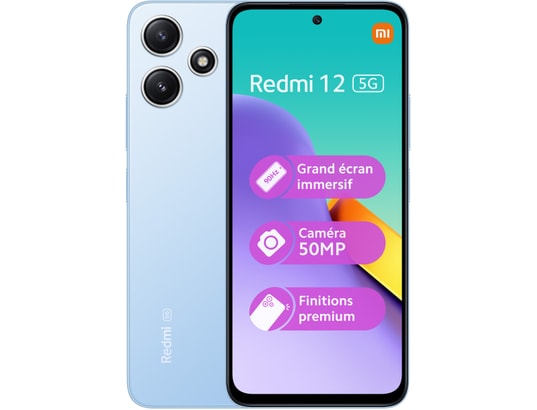 mi
Redmi 12 5G
90Hz
Grand écran
immersif
Caméra
50MP
Finitions
premium
Redmi 5G